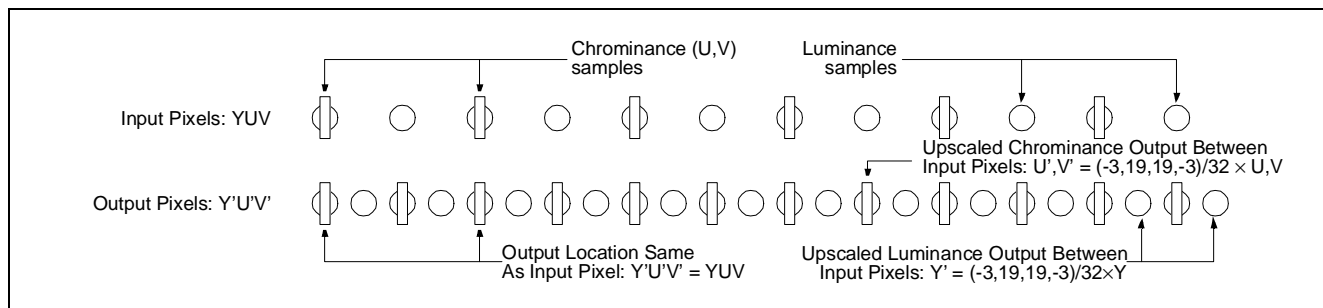 Chrominance (U,V)
samples
Luminance
samples
Input Pixels: YUV
Upscaled Chrominance Output Between
Input Pixels: U',V' = (-3,19,19,-3)/32 × U,V
Output Pixels: Y'U'V'
Output Location Same
As Input Pixel: Y'U'V' = YUV
Upscaled Luminance Output Between
Input Pixels: Y' = (-3,19,19,-3)/32×Y